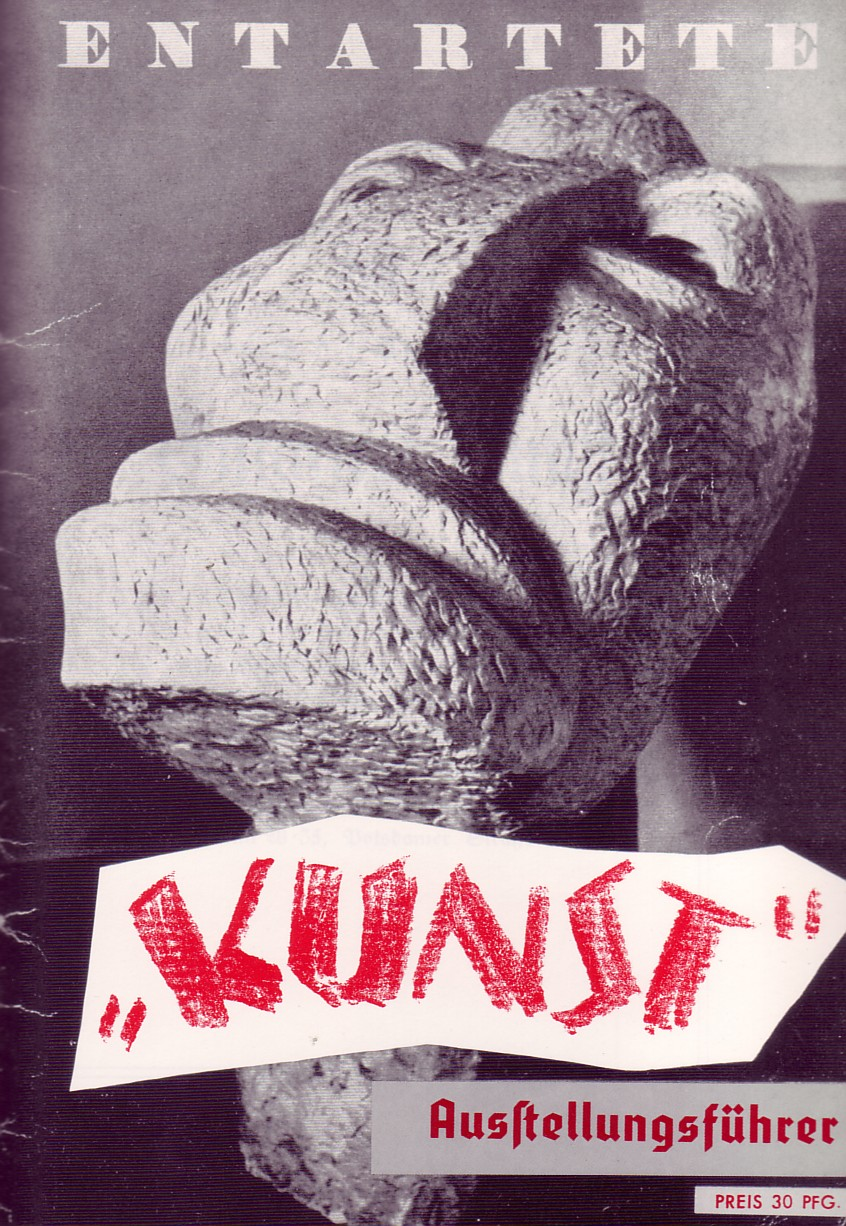 ENTARTETE
„KUNST"
Ausſtellungsführer
PREIS 30 PFG.